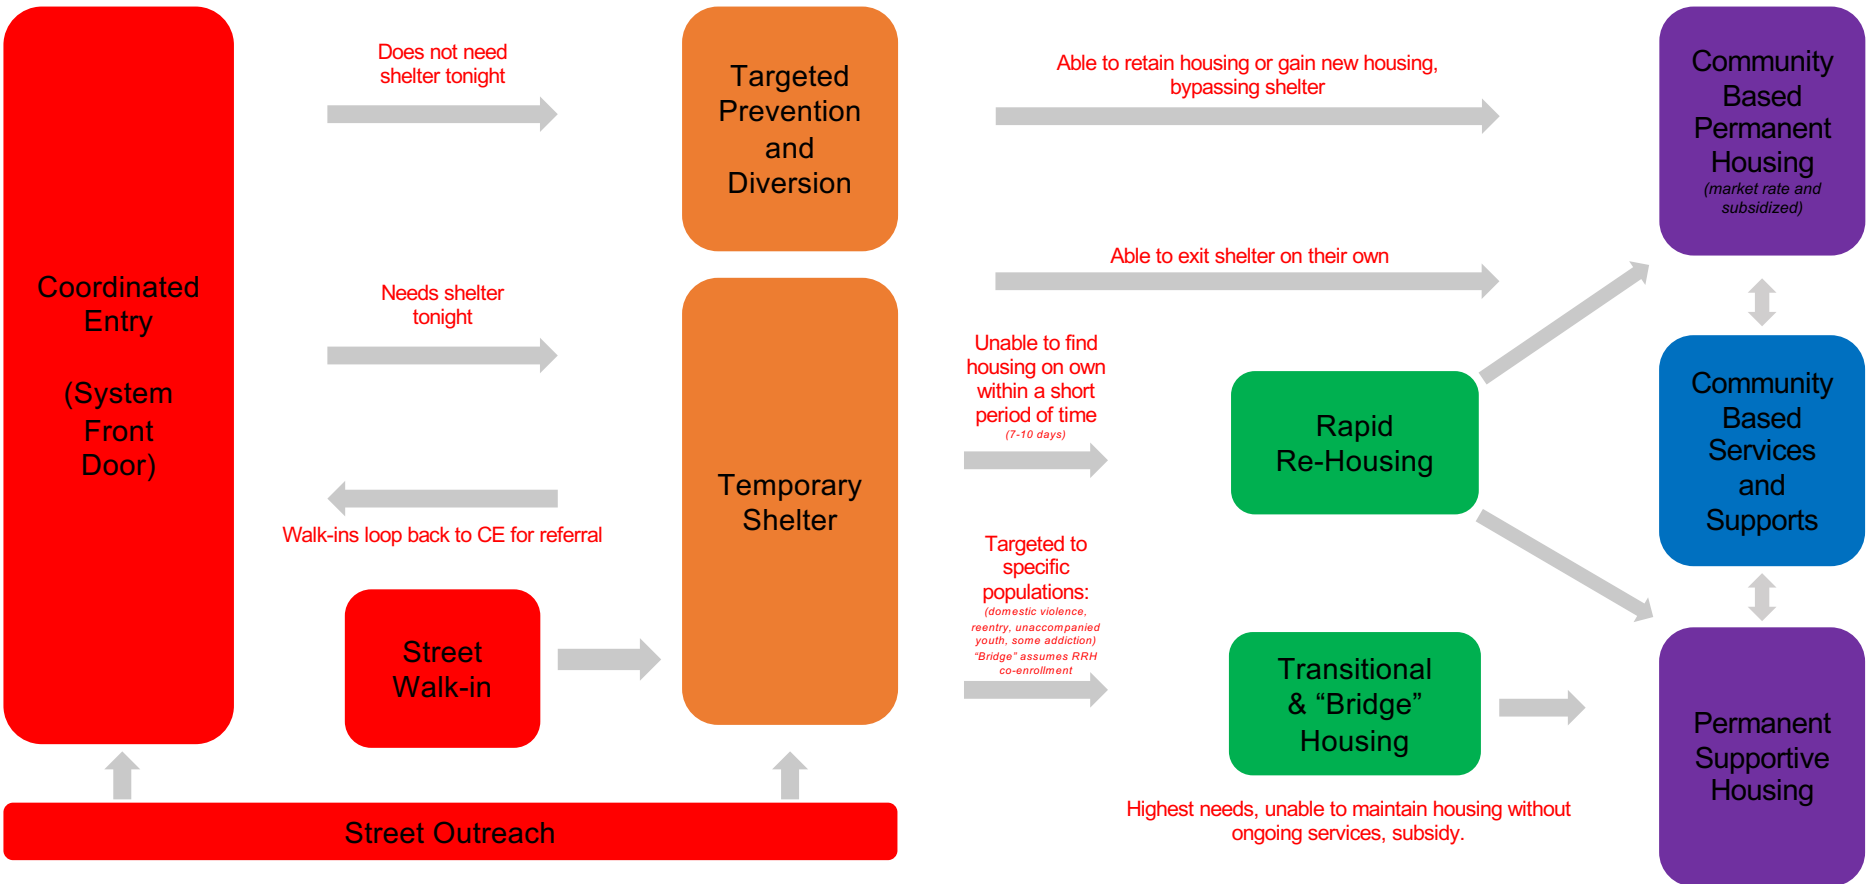 Coordinated
Entry
(System
Front
Door)
Does not need
shelter tonight
Needs shelter
tonight
Walk-ins loop back to CE for referral
Street
Walk-in
Street Outreach
Targeted
Prevention
and
Diversion
Temporary
Shelter
Able to retain housing or gain new housing,
bypassing shelter
Able to exit shelter on their own
Unable to find
housing on own
within a short
period of time
(7-10 days)
Targeted to
specific
populations:
(domestic violence,
reentry, unaccompanied
youth, some addiction)
“Bridge” assumes RRH
co-enrollment
Rapid
Re-Housing
Transitional
& “Bridge”
Housing
Highest needs, unable to maintain housing without
ongoing services, subsidy.
Community
Based
Permanent
Housing
(market rate and
subsidized)
Community
Based
Services
and
Supports
Permanent
Supportive
Housing